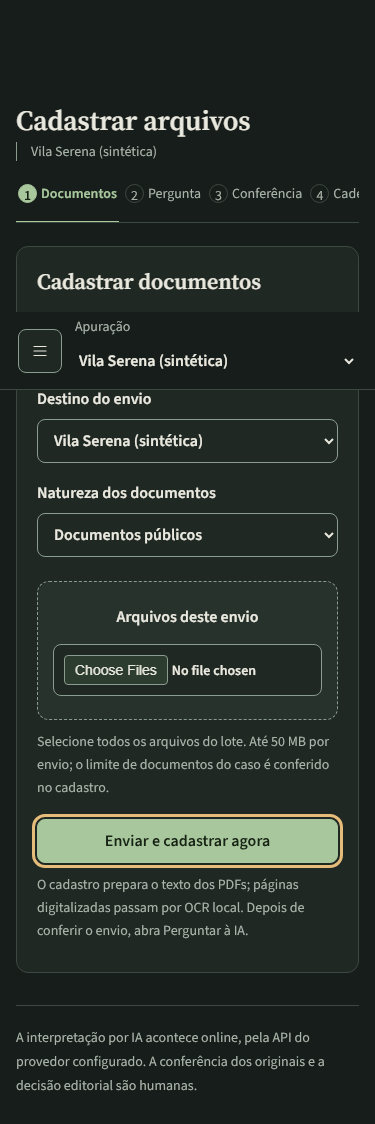 Cadastrar arquivos
Vila Serena (sintética)
1 Documentos 2 Pergunta 3 Conferência 4 Cade
Cadastrar documentos
Apuração
Vila Serena (sintética)
Destino do envio
Vila Serena (sintética)
Natureza dos documentos
Documentos públicos
Arquivos deste envio
Choose Files No file chosen
Selecione todos os arquivos do lote. Até 50 MB por
envio; o limite de documentos do caso é conferido
no cadastro.
Enviar e cadastrar agora
O cadastro prepara o texto dos PDFs; páginas
digitalizadas passam por OCR local. Depois de
conferir o envio, abra Perguntar à IA.
A interpretação por IA acontece online, pela API do
provedor configurado. A conferência dos originais e a
decisão editorial são humanas.